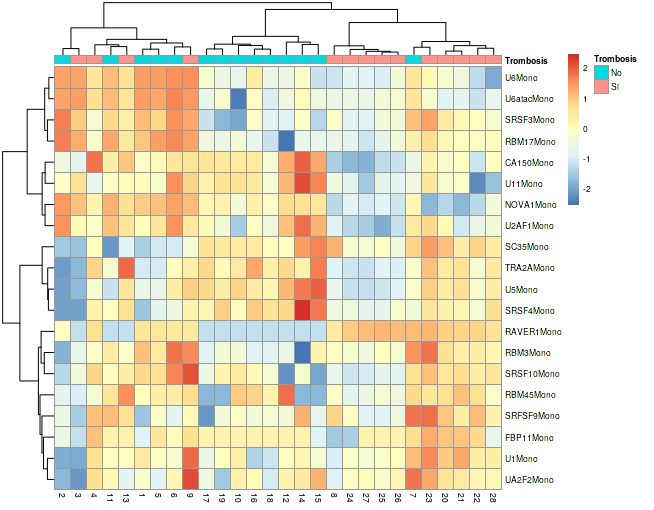 Trombosis
U6Mono
U6atacMono
SRSF3Mono
RBM17Mono
CA150Mono
U11Mono
NOVA1Mono
U2AF1Mono
SC35Mono
TRA2AMono
U5Mono
SRSF4Mono
RAVER1Mono
RBM3Mono
SRSF10Mono
RBM45Mono
SRFSF9Mono
FBP11Mono
U1Mono
UA2F2Mono
2 3 4 11 13 1 5 6 9 17 19 10 16 18 12 14 15 8 24 27 25 26 7 23 20 21 22 28
2
1
0
-1
-2
Trombosis
No
SI